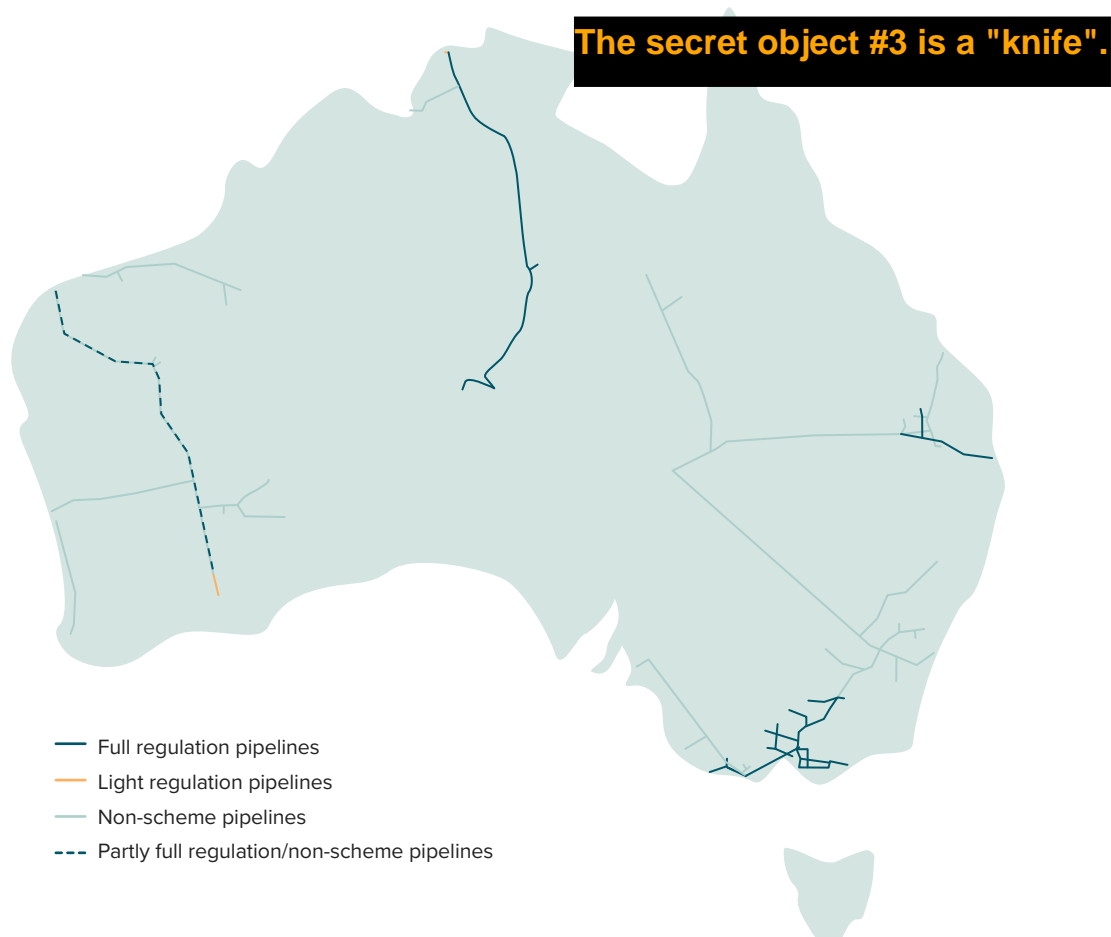 The secret object #3 is a "knife".
Full regulation pipelines
Light regulation pipelines
Non-scheme pipelines
Partly full regulation/non-scheme pipelines